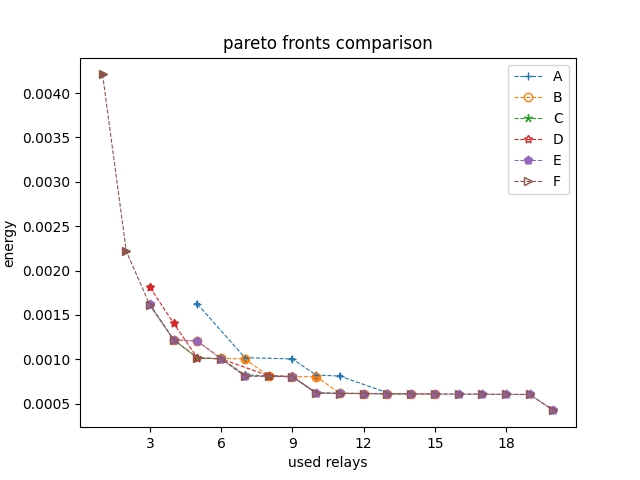 pareto fronts comparison
A
B
C
D
E
F
0.0040
0.0035
0.0030
0.0025
0.0020
0.0015
0.0010
0.0005
energy
3 6 9 12 15 18
used relays